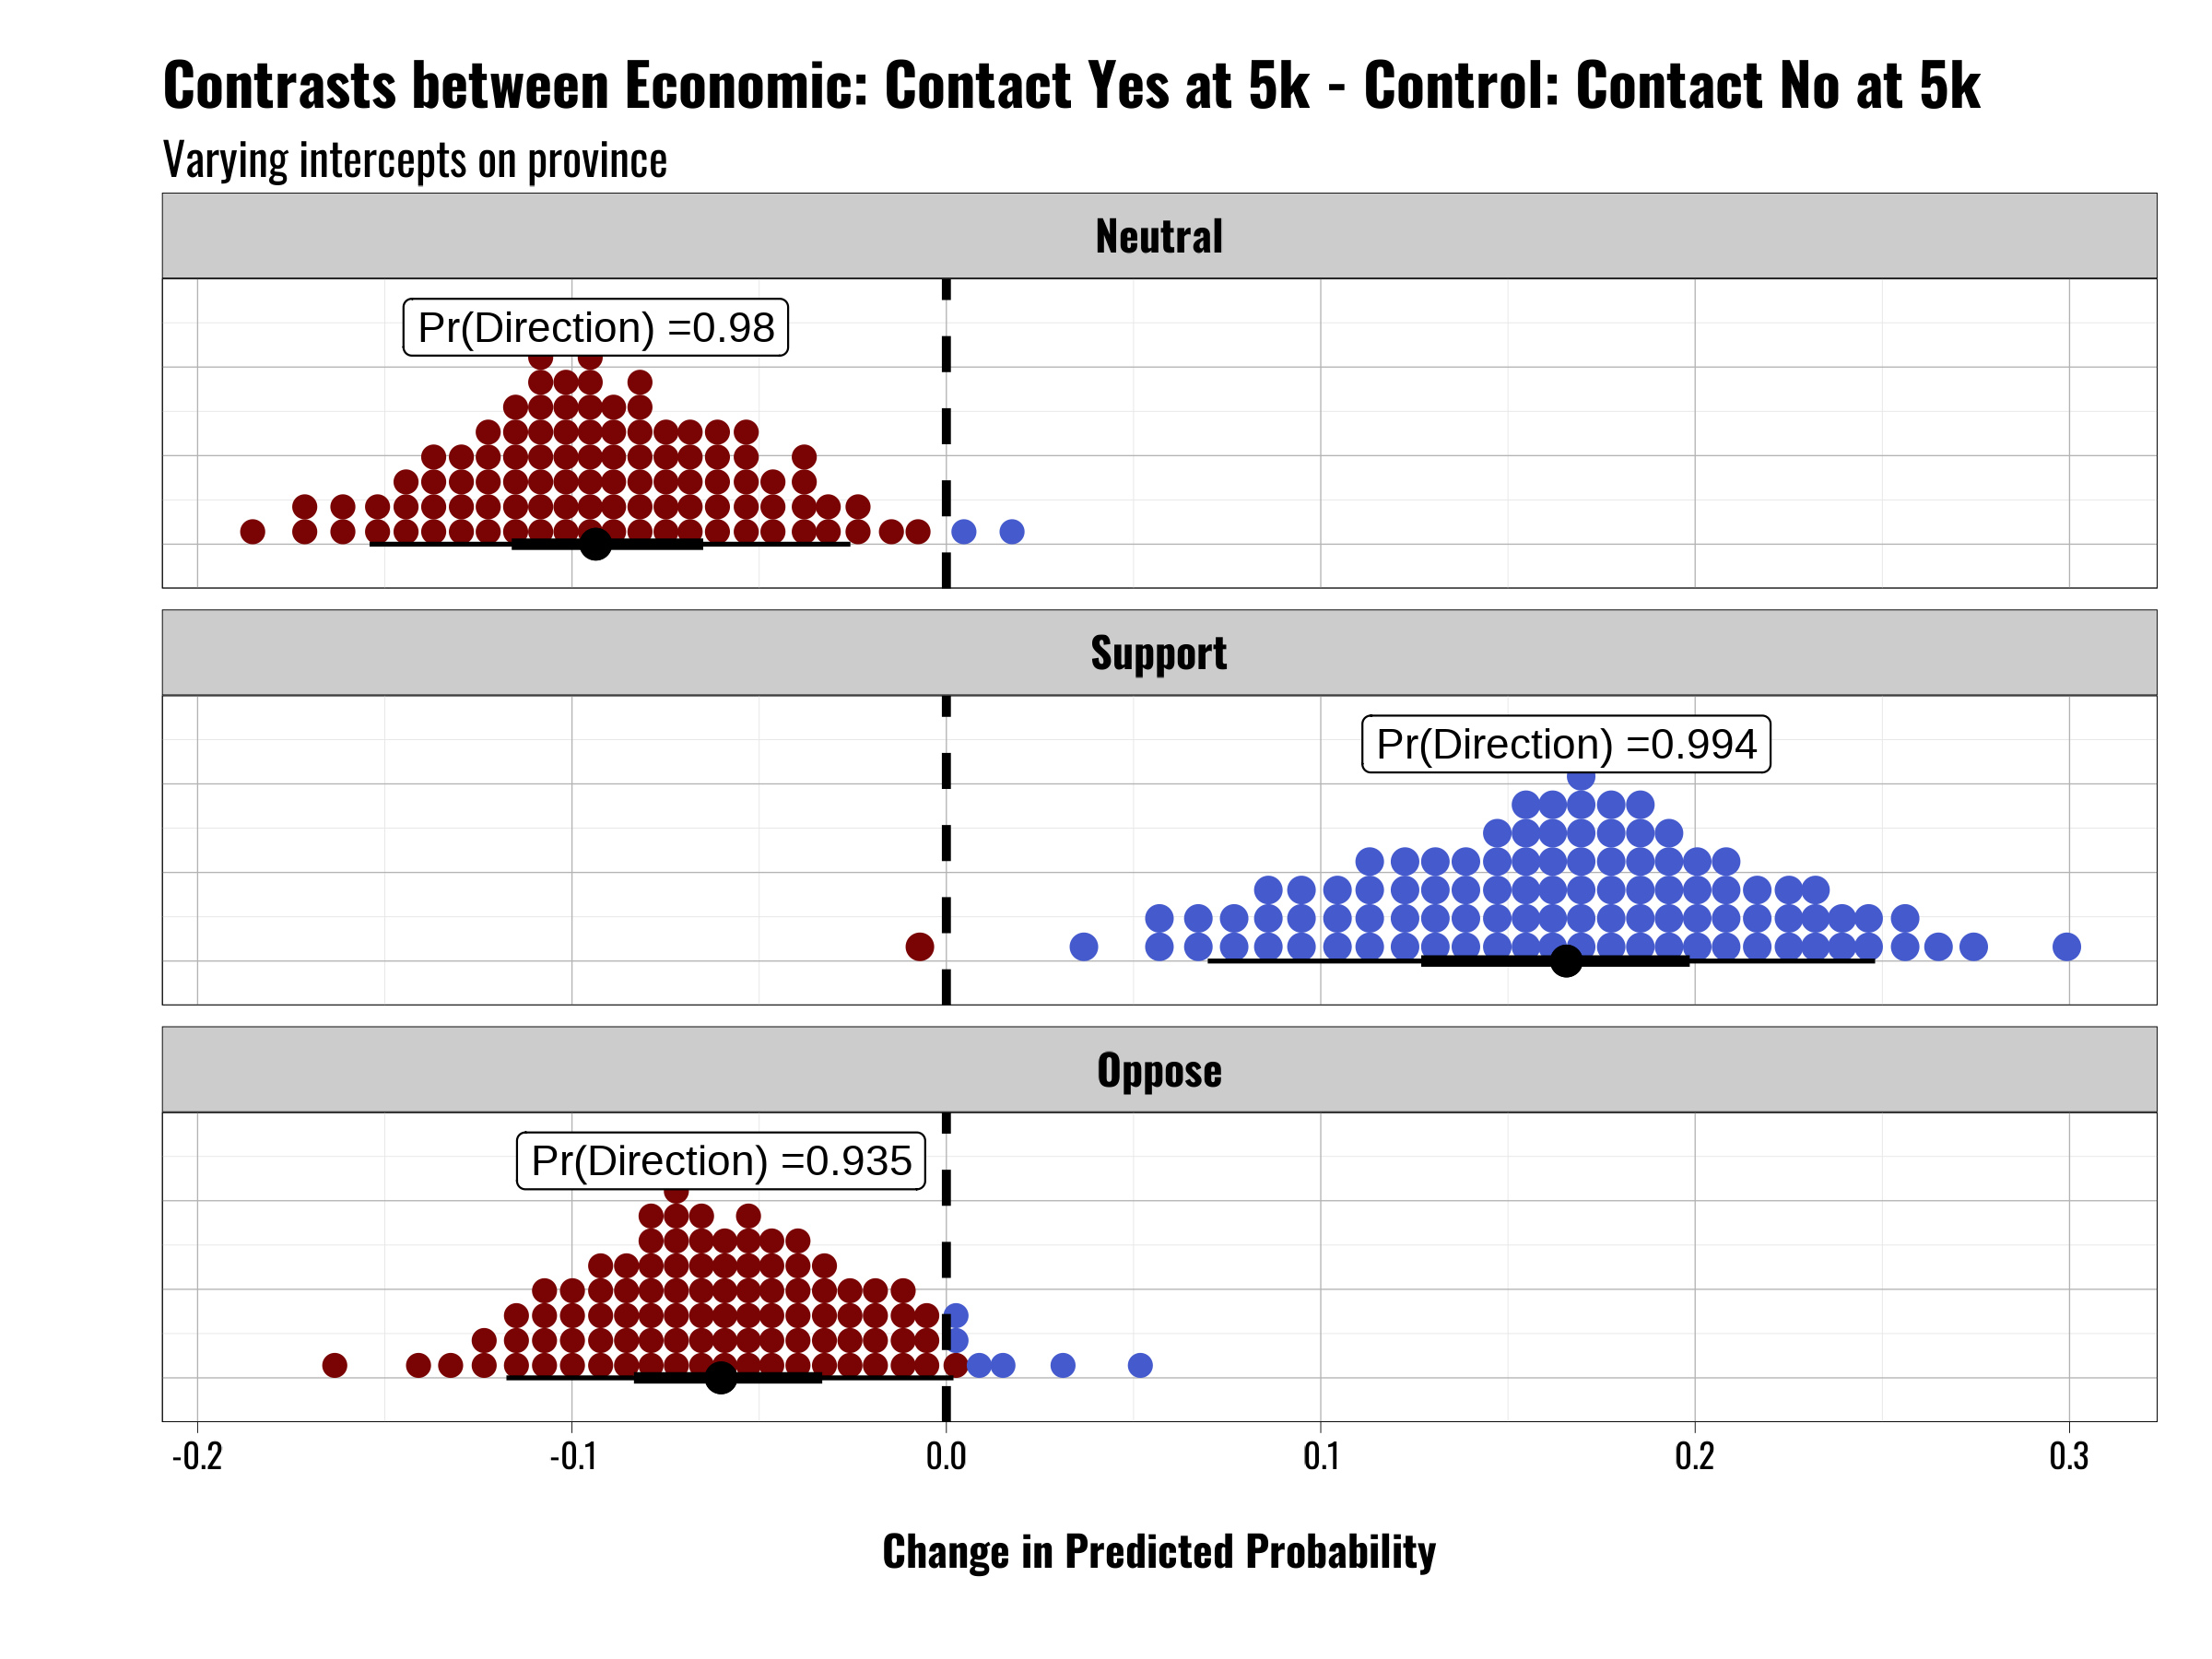 Contrasts between Economic: Contact Yes at 5k - Control: Contact No at 5k
Varying intercepts on province
Neutral
Pr(Direction) =0.98
Support
Pr(Direction) =0.994
Oppose
Pr(Direction) =0.935
-0.2 -0.1 0.0 0.1 0.2 0.3
Change in Predicted Probability